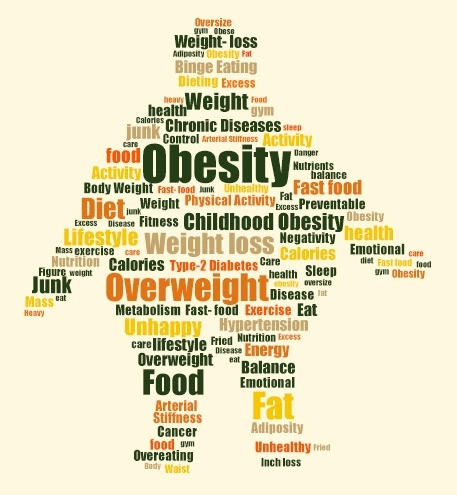 Oversize
gym Obese
Weight- loss
Adiposity Obesity Fat
Binge Eating
Dieting Excess
heavy Weight Food
health gym
Calories Chronic Diseases sleep
junk Control Arterial Stiffness Activity
care
food Obesity Danger
Nutrients
Activity balance
Body Weight Fast- food Junk Unhealthy Fast food
Diet junk Weight Physical Activity Fat Preventable
Excess
Excess Disease Fitness Childhood Obesity Obesity
Lifestyle Weight loss Negativity health
Mass exercise care Calories Emotional care
Nutrition Calories Type-2 Diabetes Care diet Fast food food
Figure weight health Sleep gym Obesity
Junk Overweight obesity oversize
Mass eat Disease fat
Heavy
Metabolism Fast- food Exercise Eat
Unhappy Hypertension
care lifestyle Fried Nutrition Excess
Disease Energy
Overweight eat Balance
Food Emotional
Arterial Fat
Stiffness Adiposity
Cancer
food gym Unhealthy Fried
Overeating Inch loss
Body Waist